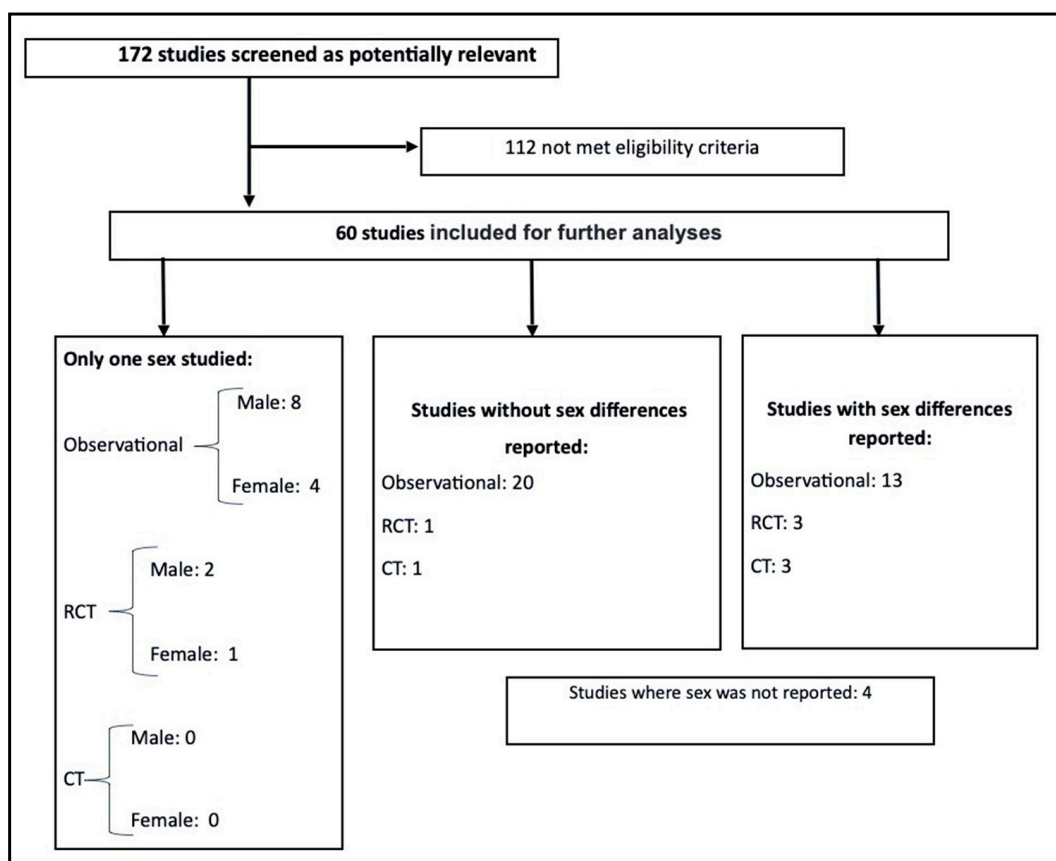 172 studies screened as potentially relevant
112 not met eligibility criteria
60 studies included for further analyses
Only one sex studied:
Observational
Male: 8
Female: 4
RCT
Male: 2
Female: 1
CT
Male: 0
Female: 0
Studies without sex differences
reported:
Observational: 20
RCT: 1
CT: 1
Studies with sex differences
reported:
Observational: 13
RCT: 3
CT: 3
Studies where sex was not reported: 4